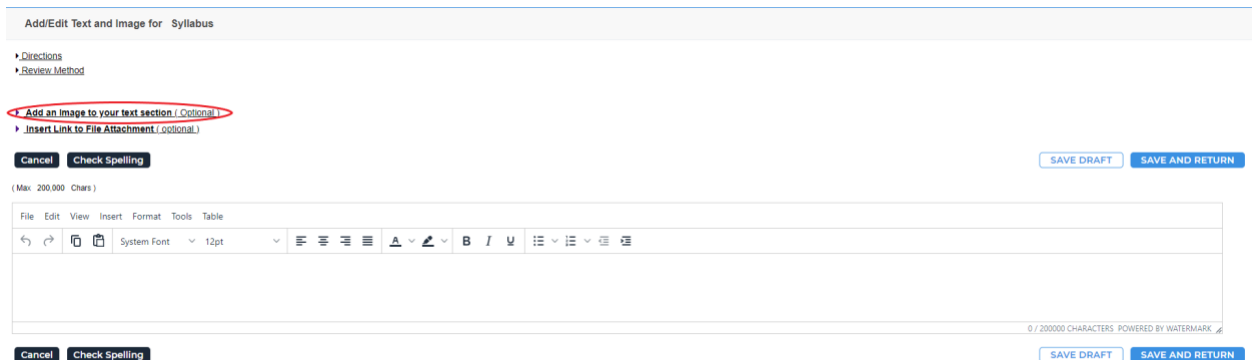 Add/Edit Text and Image for Syllabus
Directions
Review Method
Add an Image to your text section ( Optional )
Insert Link to File Attachment ( optional )
Cancel Check Spelling SAVE DRAFT SAVE AND RETURN
( Max 200,000 Chars )
File Edit View Insert Format Tools Table
System Font 12pt A B I U
0 / 200000 CHARACTERS POWERED BY WATERMARK
Cancel Check Spelling SAVE DRAFT SAVE AND RETURN